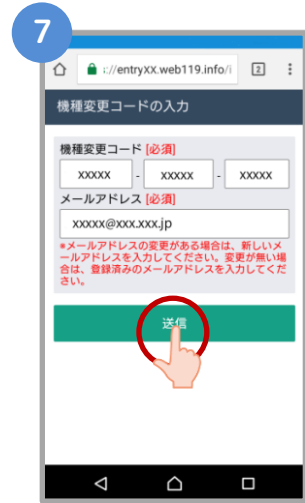 7
://entryXX.web119.info/i
2
機種変更コードの入力
機種変更コード [必須]
xxxxx - xxxxx - xxxxx
メールアドレス [必須]
xxxxx@xxx.xxx.jp
*メールアドレスの変更がある場合は、新しいメ
ールアドレスを入力してください。変更が無い場
合は、登録済みのメールアドレスを入力してくだ
さい。
送信